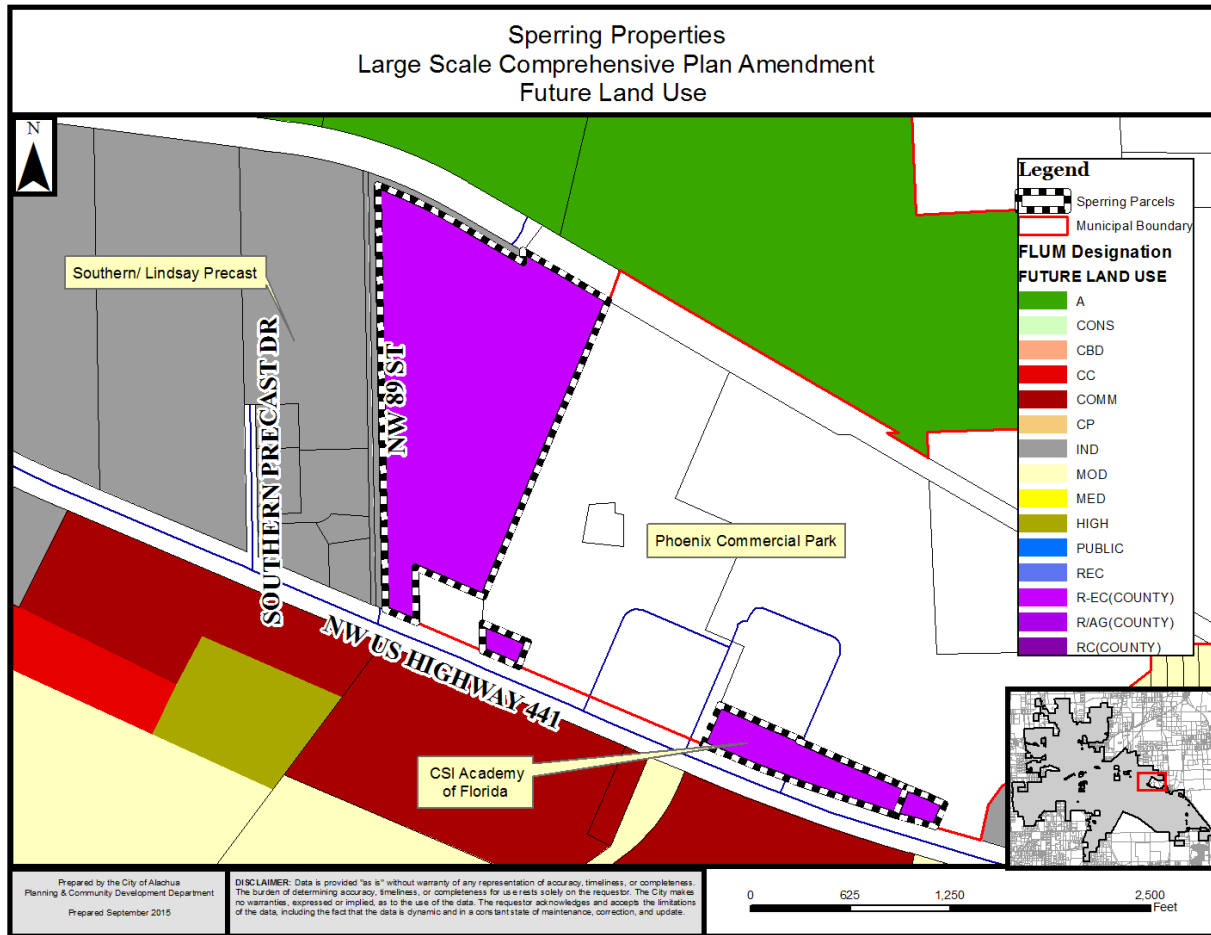 Sperring Properties
Large Scale Comprehensive Plan Amendment
Future Land Use
N
Legend
Sperring Parcels
Municipal Boundary
FLUM Designation
FUTURE LAND USE
A
CONS
CBD
CC
COMM
CP
IND
MOD
MED
HIGH
PUBLIC
REC
R-EC(COUNTY)
R/AG(COUNTY)
RC(COUNTY)
Southern/ Lindsay Precast
SOUTHERN PRECAST DR
NW 89 ST
Phoenix Commercial Park
NW US HIGHWAY 441
CSI Academy
of Florida
Prepared by the City of Alachua
Planning & Community Development Department
Prepared September 2015
DISCLAIMER: Data is provided "as is" without warranty of any representation of accuracy, timeliness, or completeness.
The burden of determining accuracy, timeliness, or completeness for use rests solely on the requestor. The City makes
no warranties, expressed or implied, as to the use of the data. The requestor acknowledges and accepts the limitations
of the data, including the fact that the data is dynamic and in a constant state of maintenance, correction, and update.
0 625 1,250 2,500
Feet